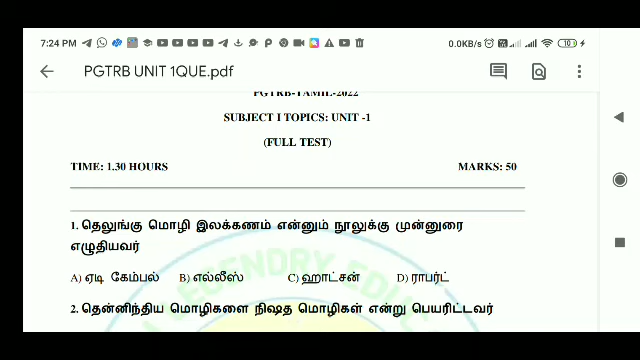 7:24 PM
0.0KB/s
10
PGTRB UNIT 1QUE.pdf
PGTRB-TAMIL-2022
SUBJECT I TOPICS: UNIT -1
(FULL TEST)
TIME: 1.30 HOURS MARKS: 50
1. தெலுங்கு மொழி இலக்கணம் என்னும் நூலுக்கு முன்னுரை
எழுதியவர்
A) ஏடி கேம்பல் B) எல்லீஸ் C) ஹாட்சன் D) ராபர்ட்
2. தென்னிந்திய மொழிகளை நிஷத மொழிகள் என்று பெயரிட்டவர்
LEGENDRY EDUC